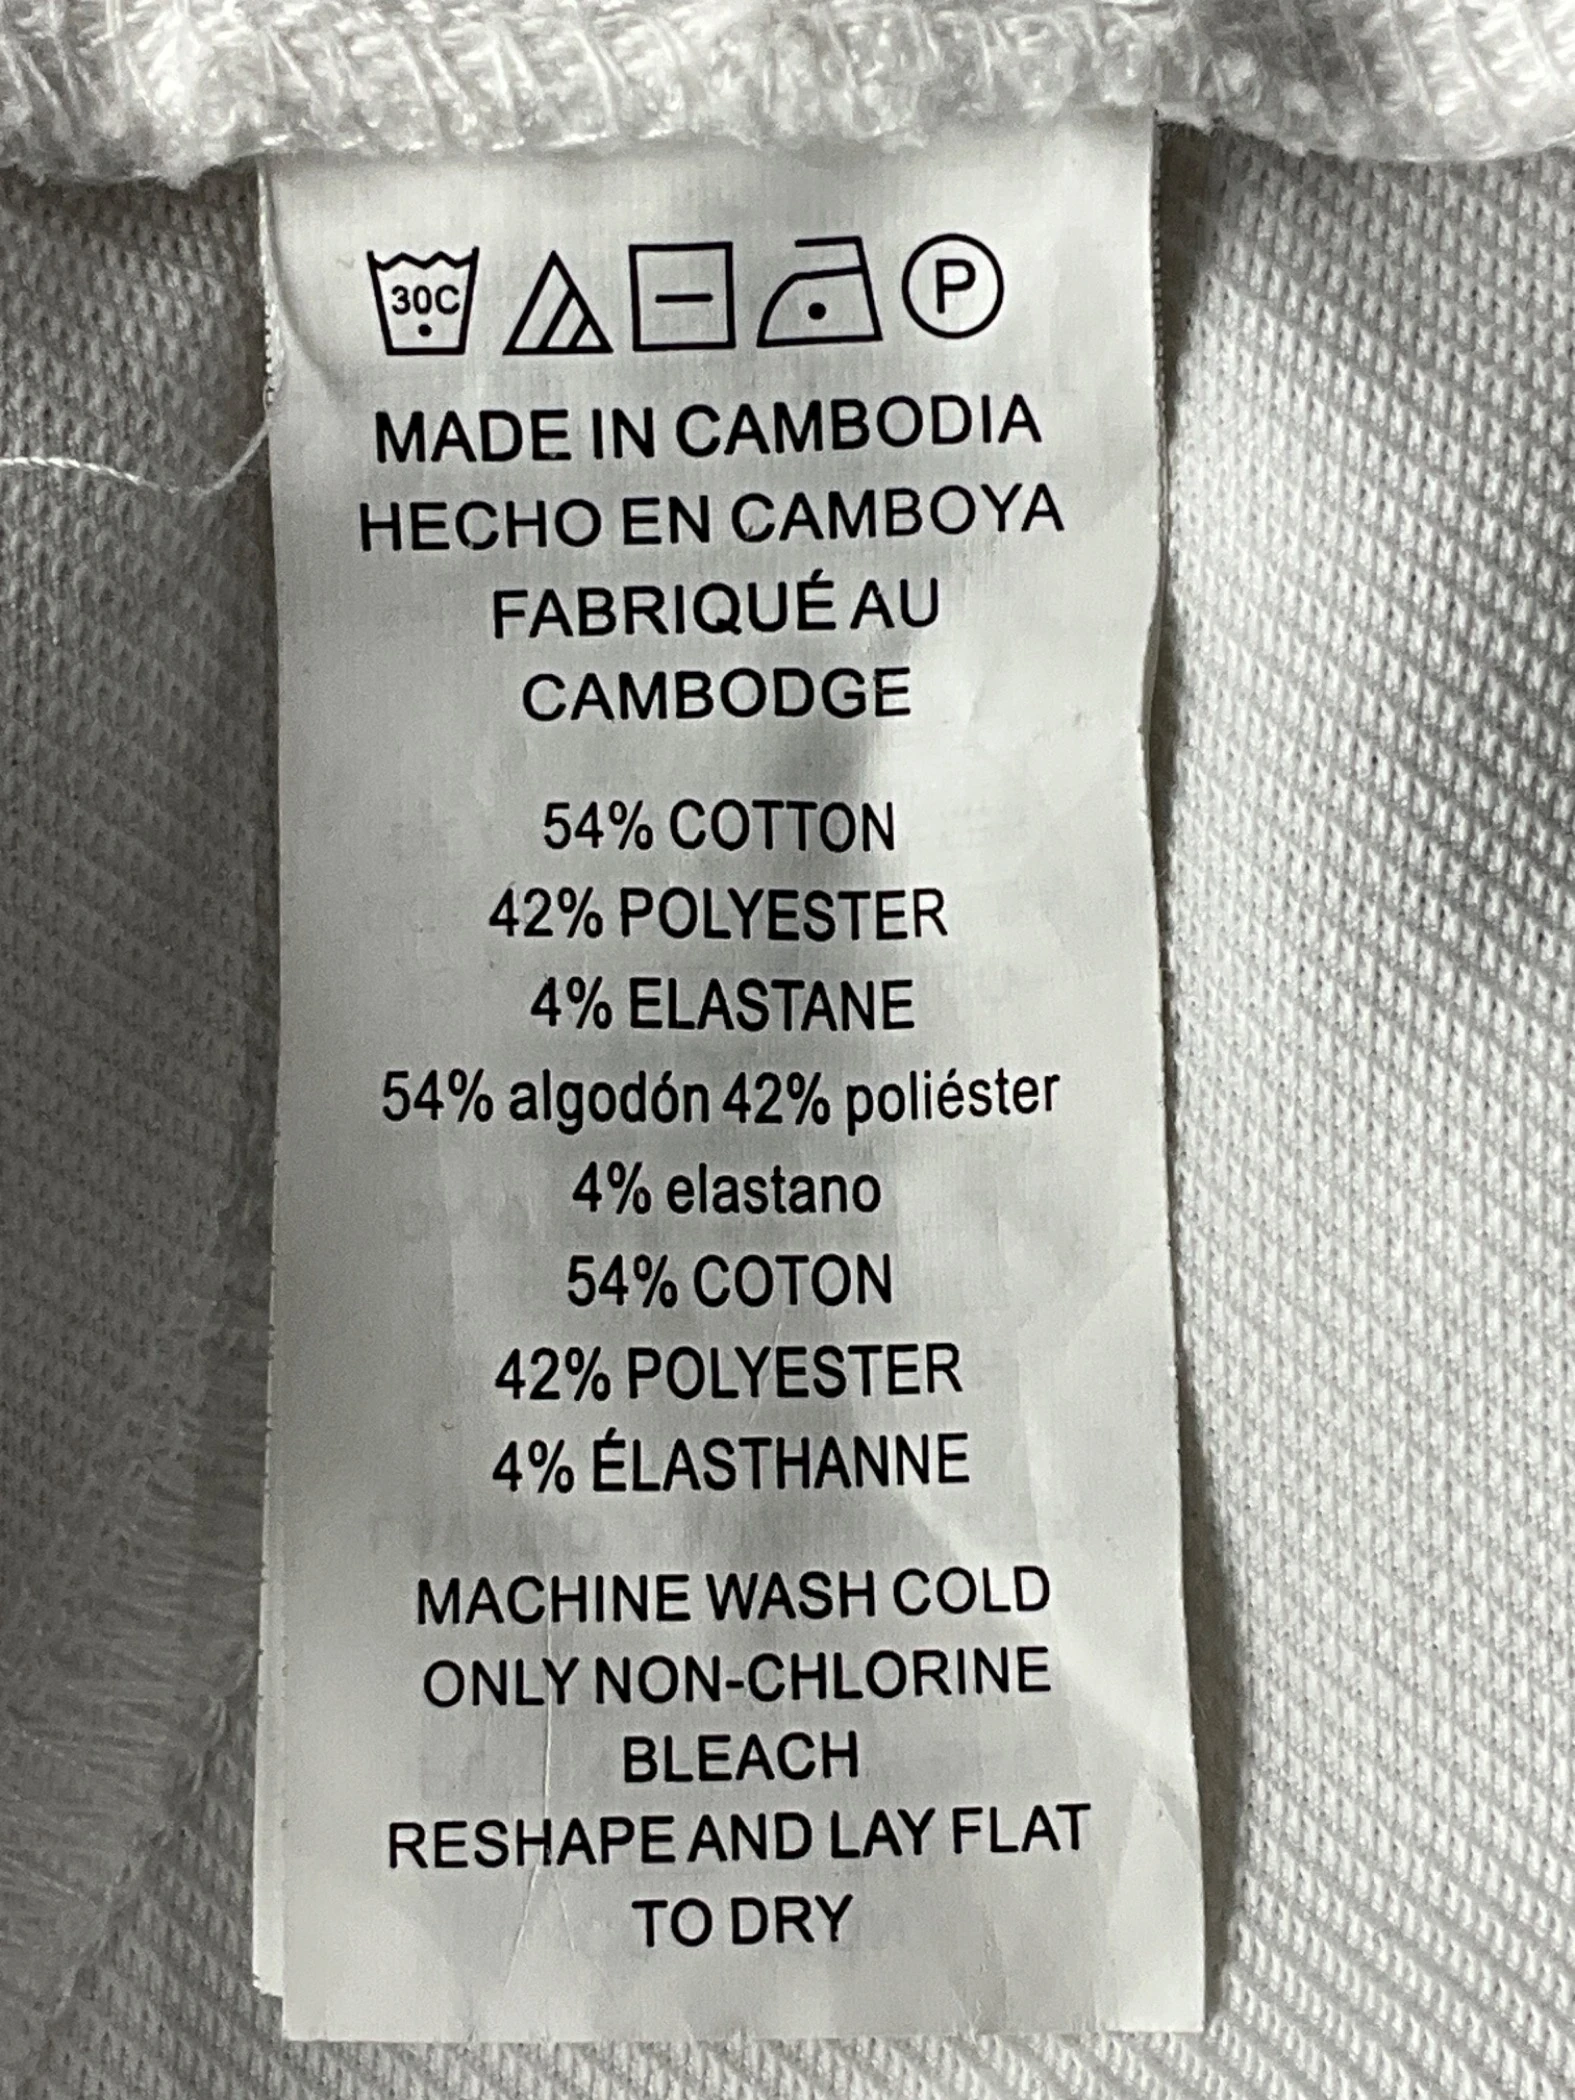 30C
P
MADE IN CAMBODIA
HECHO EN CAMBOYA
FABRIQUÉ AU
CAMBODGE
54% COTTON
42% POLYESTER
4% ELASTANE
54% algodón 42% poliéster
4% elastano
54% COTON
42% POLYESTER
4% ÉLASTHANNE
MACHINE WASH COLD
ONLY NON-CHLORINE
BLEACH
RESHAPE AND LAY FLAT
TO DRY